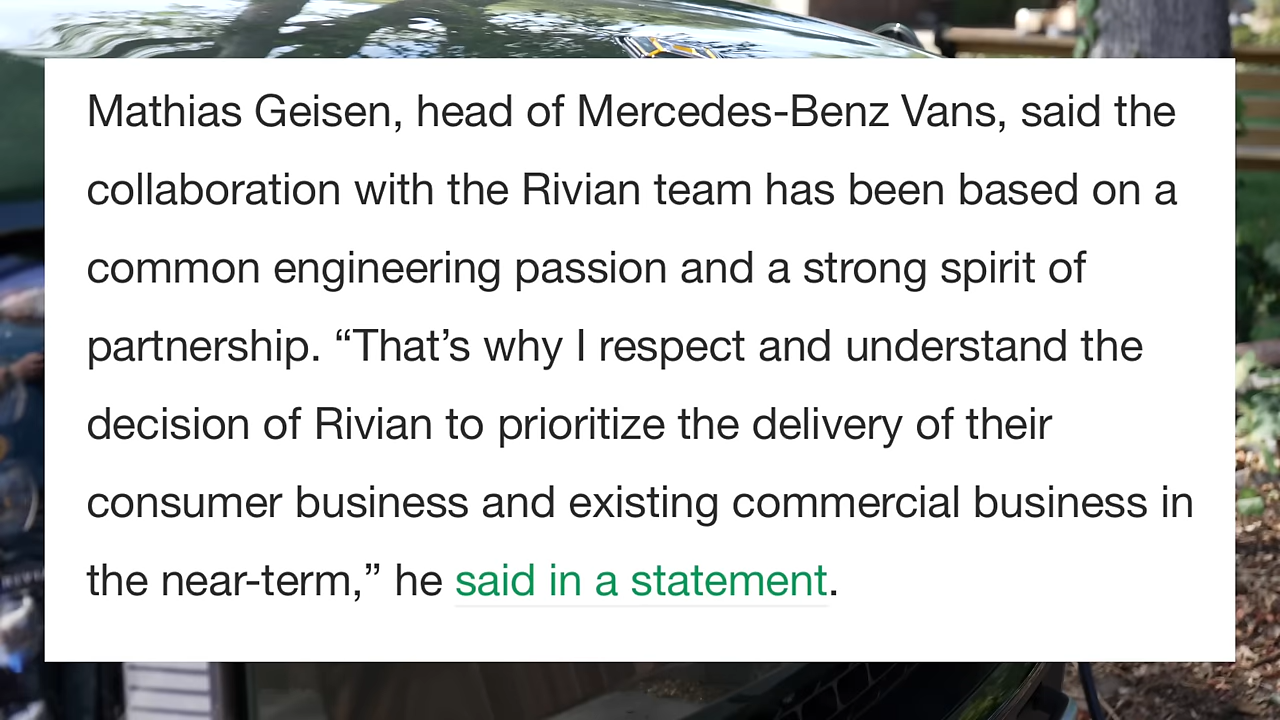 Mathias Geisen, head of Mercedes-Benz Vans, said the
collaboration with the Rivian team has been based on a
common engineering passion and a strong spirit of
partnership. “That’s why I respect and understand the
decision of Rivian to prioritize the delivery of their
consumer business and existing commercial business in
the near-term,” he said in a statement.